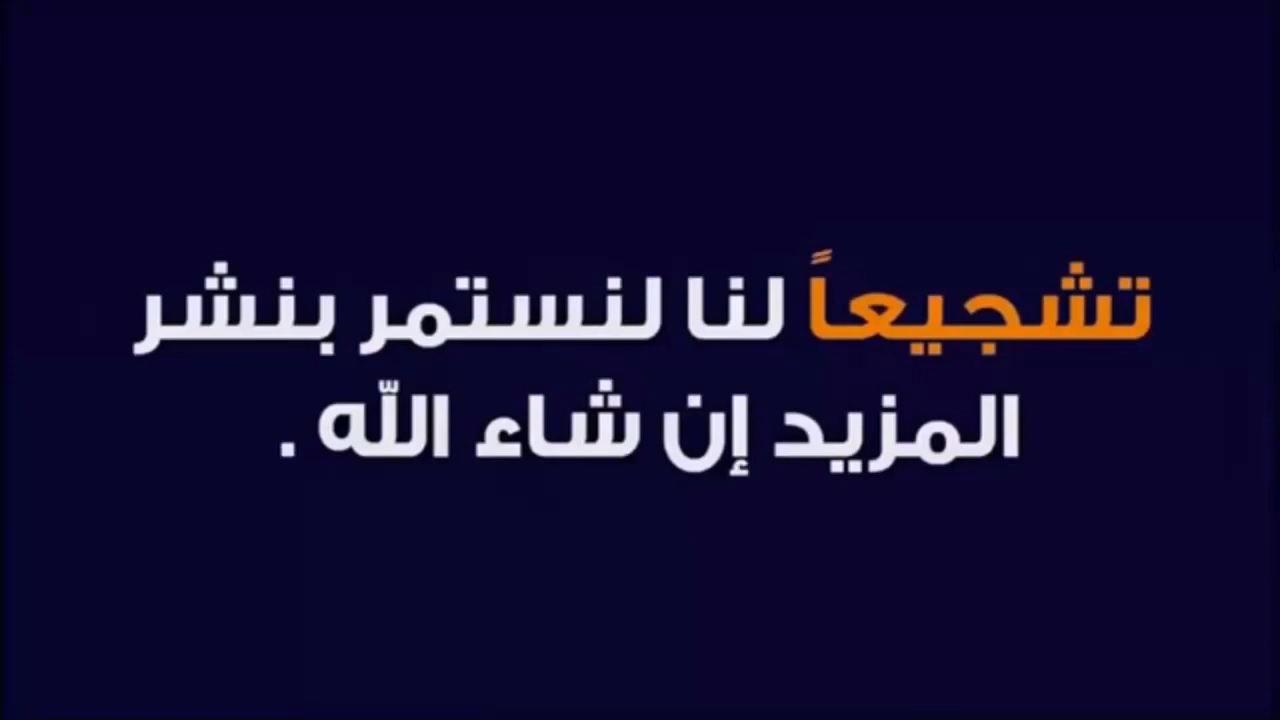 تشجيعاً لنا لنستمر بنشر
المزيد إن شاء اللّه .